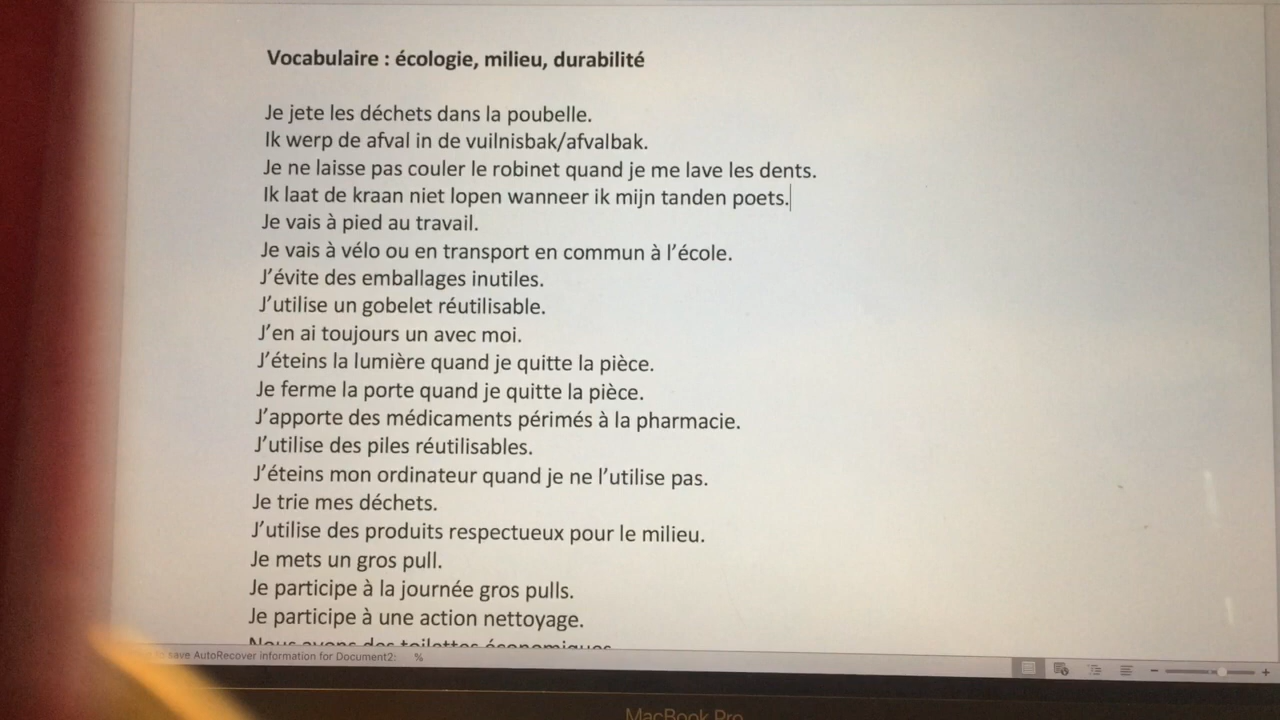 Vocabulaire : écologie, milieu, durabilité
Je jete les déchets dans la poubelle.
Ik werp de afval in de vuilnisbak/afvalbak.
Je ne laisse pas couler le robinet quand je me lave les dents.
Ik laat de kraan niet lopen wanneer ik mijn tanden poets.
Je vais à pied au travail.
Je vais à vélo ou en transport en commun à l’école.
J’évite des emballages inutiles.
J’utilise un gobelet réutilisable.
J’en ai toujours un avec moi.
J’éteins la lumière quand je quitte la pièce.
Je ferme la porte quand je quitte la pièce.
J’apporte des médicaments périmés à la pharmacie.
J’utilise des piles réutilisables.
J’éteins mon ordinateur quand je ne l’utilise pas.
Je trie mes déchets.
J’utilise des produits respectueux pour le milieu.
Je mets un gros pull.
Je participe à la journée gros pulls.
Je participe à une action nettoyage.
Nous avons des toilettes économiques
to save AutoRecover information for Document2: %
MacBook Pro